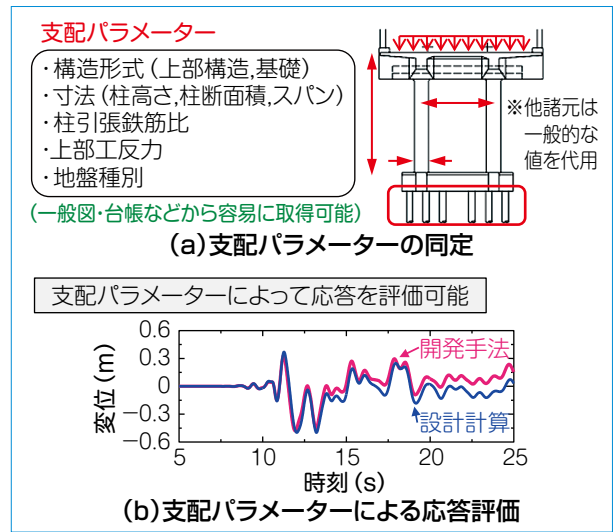 支配パラメーター
・構造形式(上部構造,基礎)
・寸法(柱高さ,柱断面積,スパン)
・柱引張鉄筋比
・上部工反力
・地盤種別
(一般図・台帳などから容易に取得可能)
※他諸元は
一般的な
値を代用
(a)支配パラメーターの同定
支配パラメーターによって応答を評価可能
0.6
0.3
0
−0.3
−0.6
変位(m)
開発手法
設計計算
5
10
15
20
25
時刻(s)
(b)支配パラメーターによる応答評価